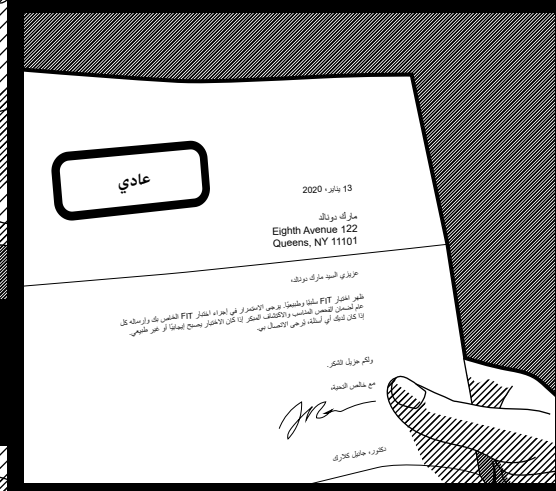 عادي
13 يناير، 2020
مارك دونالد
Eighth Avenue 122
Queens, NY 11101
عزيزي السيد مارك دونالد،
ظهر اختبار FIT سلبيًا وطبيعيًا. يرجى الاستمرار في إجراء اختبار FIT الخاص بك وإرساله كل
عام لضمان الفحص المناسب والاكتشاف المبكر إذا كان الاختبار يصبح إيجابيًا أو غير طبيعي.
إذا كان لديك أي أسئلة، يُرجى الاتصال بي.
ولكم جزيل الشكر.
مع خالص التحية،
دكتور، جانيل كلارك